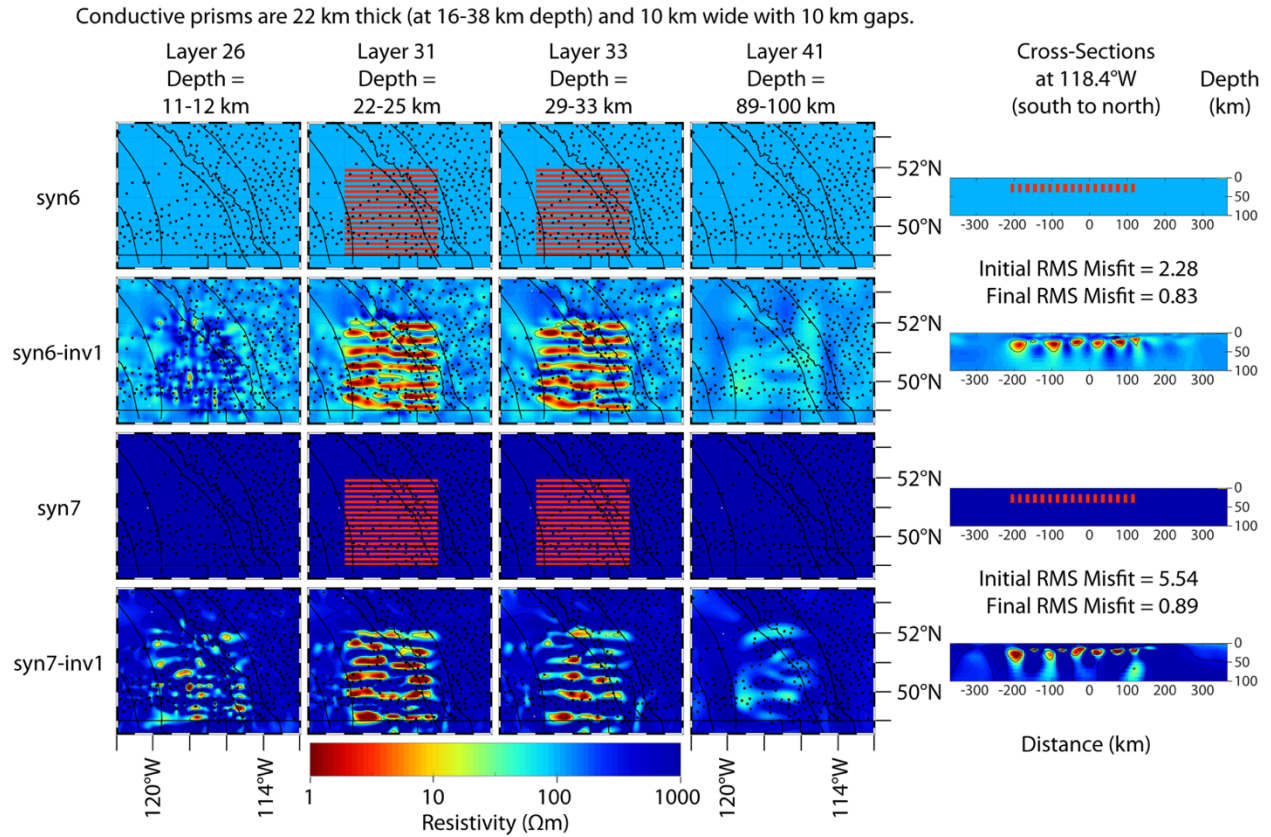 Conductive prisms are 22 km thick (at 16-38 km depth) and 10 km wide with 10 km gaps.
Layer 26
Depth =
11-12 km
Layer 31
Depth =
22-25 km
Layer 33
Depth =
29-33 km
Layer 41
Depth =
89-100 km
Cross-Sections
at 118.4°W
(south to north)
Depth
(km)
syn6
52°N
50°N
0
50
100
-300 -200 -100 0 100 200 300
Initial RMS Misfit = 2.28
Final RMS Misfit = 0.83
syn6-inv1
52°N
50°N
0
50
100
-300 -200 -100 0 100 200 300
syn7
52°N
50°N
0
50
100
-300 -200 -100 0 100 200 300
Initial RMS Misfit = 5.54
Final RMS Misfit = 0.89
syn7-inv1
52°N
50°N
0
50
100
-300 -200 -100 0 100 200 300
Distance (km)
120°W
114°W
1 10 100 1000
Resistivity (Ωm)
120°W
114°W